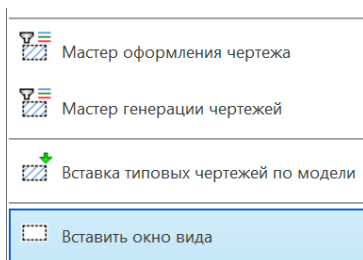 Мастер оформления чертежа
Мастер генерации чертежей
Вставка типовых чертежей по модели
Вставить окно вида